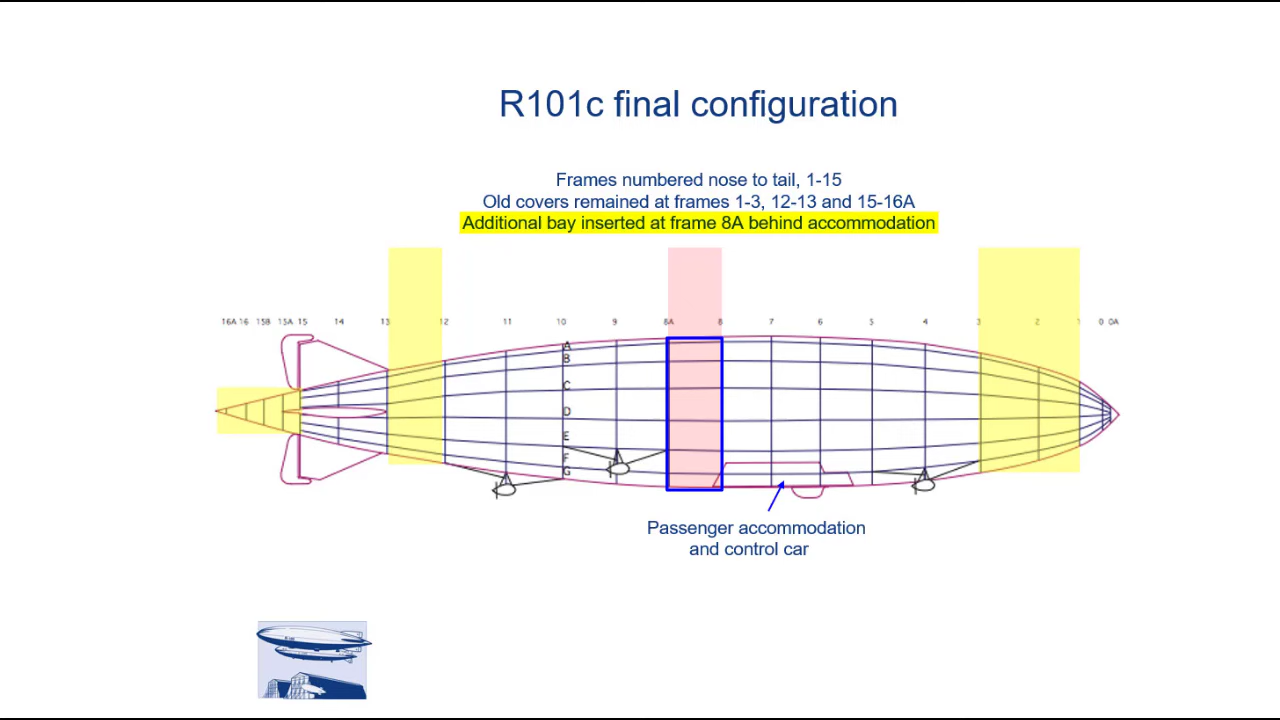 R101c final configuration
Frames numbered nose to tail, 1-15
Old covers remained at frames 1-3, 12-13 and 15-16A
Additional bay inserted at frame 8A behind accommodation
16A 16 15B 15A 15 14 13 12 11 10 9 8A 8 7 6 5 4 3 2 1 0 0A
A
B
C
D
E
F
G
Passenger accommodation
and control car